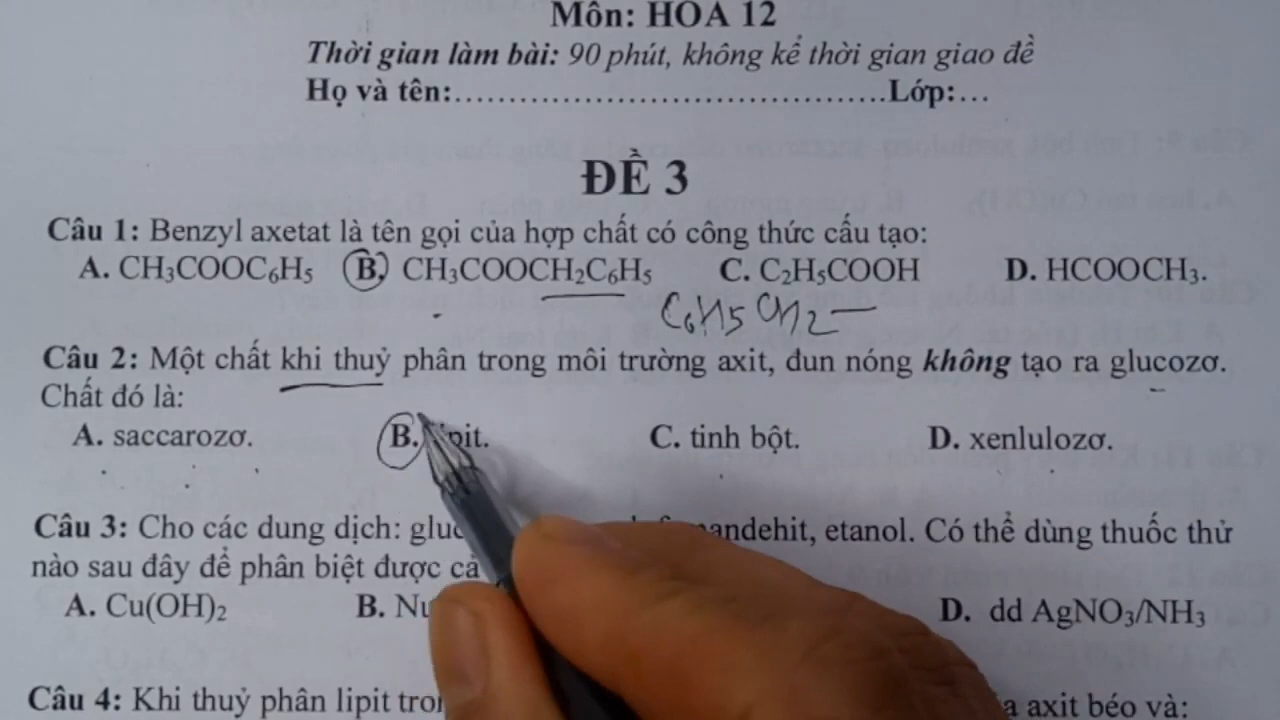 Môn: HÓA 12
Thời gian làm bài: 90 phút, không kể thời gian giao đề
Họ và tên:........................................Lớp:...
ĐỀ 3
Câu 1: Benzyl axetat là tên gọi của hợp chất có công thức cấu tạo:
A. CH₃COOC₆H₅ B. CH₃COOCH₂C₆H₅ C. C₂H₅COOH D. HCOOCH₃.
C₆H₅CH₂—
Câu 2: Một chất khi thuỷ phân trong môi trường axit, đun nóng không tạo ra glucozơ.
Chất đó là:
A. saccarozơ. B. C. tinh bột. D. xenlulozơ.
Câu 3: Cho các dung dịch: etanol. Có thể dùng thuốc thử
nào sau đây để phân biệt được cả
A. Cu(OH)₂ B. D. dd AgNO₃/NH₃
Câu 4: Khi thuỷ phân lipit axit béo và: